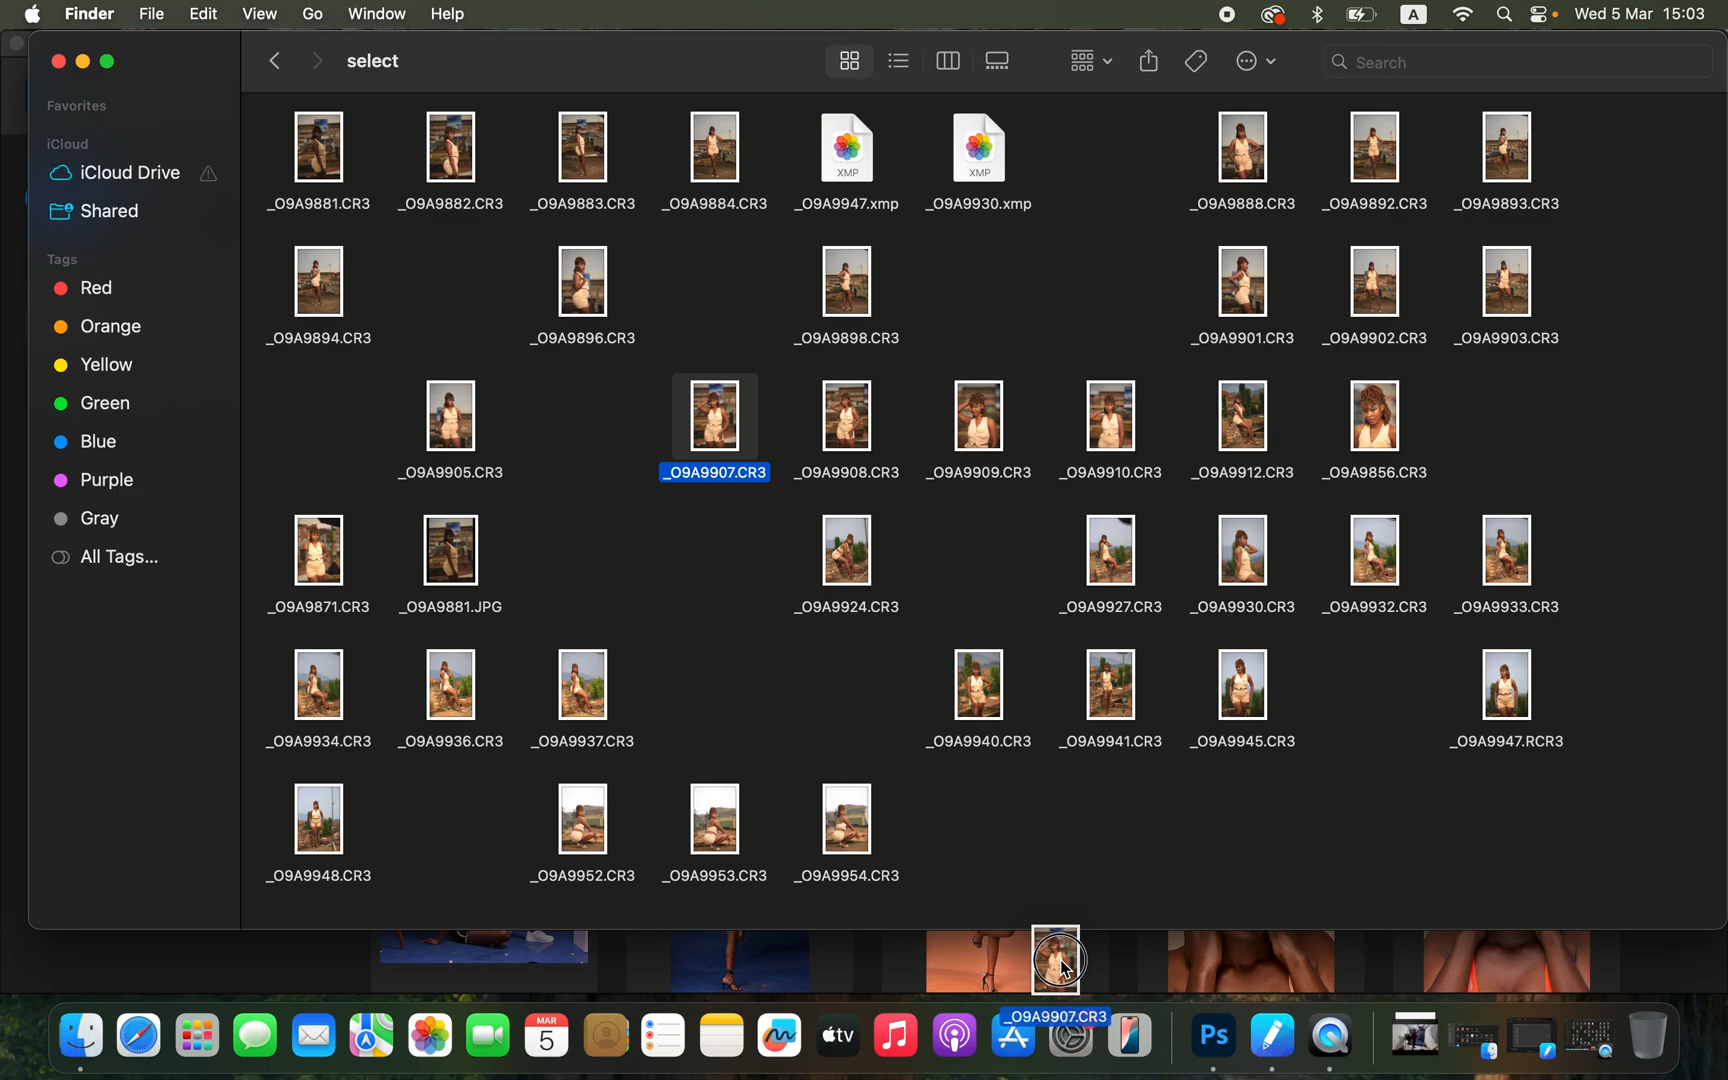 Finder File Edit View Go Window Help A Wed 5 Mar 15:03
select Search
Favorites
iCloud
iCloud Drive
Shared
Tags
Red
Orange
Yellow
Green
Blue
Purple
Gray
All Tags...
XMP XMP
_O9A9881.CR3 _O9A9882.CR3 _O9A9883.CR3 _O9A9884.CR3 _O9A9947.xmp _O9A9930.xmp _O9A9888.CR3 _O9A9892.CR3 _O9A9893.CR3
_O9A9894.CR3 _O9A9896.CR3 _O9A9898.CR3 _O9A9901.CR3 _O9A9902.CR3 _O9A9903.CR3
_O9A9905.CR3 _O9A9907.CR3 _O9A9908.CR3 _O9A9909.CR3 _O9A9910.CR3 _O9A9912.CR3 _O9A9856.CR3
_O9A9871.CR3 _O9A9881.JPG _O9A9924.CR3 _O9A9927.CR3 _O9A9930.CR3 _O9A9932.CR3 _O9A9933.CR3
_O9A9934.CR3 _O9A9936.CR3 _O9A9937.CR3 _O9A9940.CR3 _O9A9941.CR3 _O9A9945.CR3 _O9A9947.RCR3
_O9A9948.CR3 _O9A9952.CR3 _O9A9953.CR3 _O9A9954.CR3
_O9A9907.CR3
MAR
5
tv
Ps